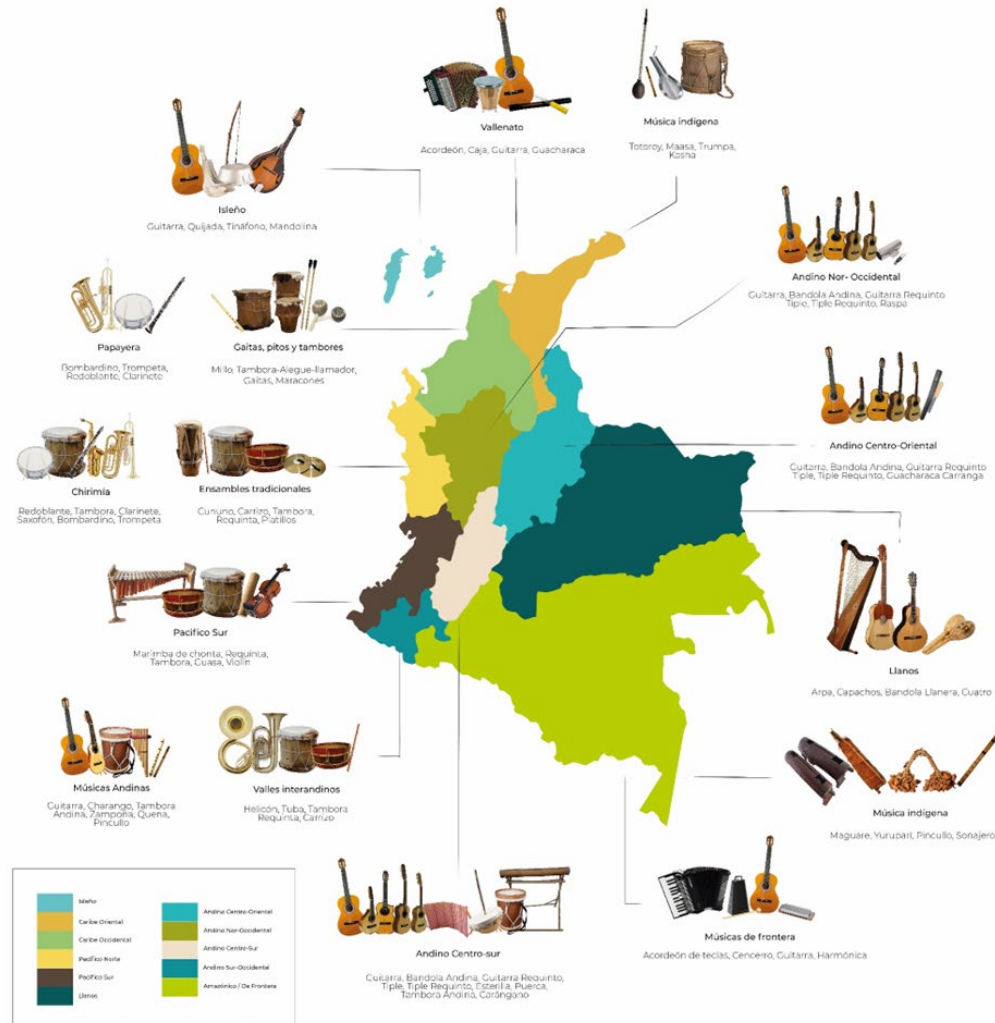 Vallenato
Acordeón, Caja, Guitarra, Guacharaca
Música indígena
Totoroy, Maasa, Trumpa,
Kosha
Isleño
Guitarra, Quijada, Tináfono, Mandolina
Andino Nor- Occidental
Guitarra, Bandola Andina, Guitarra Requinto
Tiple, Tiple Requinto, Raspa
Papayera
Bombardino, Trompeta,
Redoblante, Clarinete
Gaitas, pitos y tambores
Millo, Tambora-Alegue-llamador,
Gaitas, Maracones
Andino Centro-Oriental
Guitarra, Bandola Andina, Guitarra Requinto
Tiple, Tiple Requinto, Guacharaca Carranga
Chirimía
Redoblante, Tambora, Clarinete,
Saxofón, Bombardino, Trompeta
Ensambles tradicionales
Cununo, Carrizo, Tambora,
Requinta, Platillos
Pacífico Sur
Marimba de chonta, Requinta,
Tambora, Guasa, Violín
Llanos
Arpa, Capachos, Bandola Llanera, Cuatro
Músicas Andinas
Guitarra, Charango, Tambora
Andina, Zampoña, Quena,
Pincullo
Valles interandinos
Helicón, Tuba, Tambora
Requinta, Carrizo
Música indígena
Maguare, Yurupari, Pincullo, Sonajero
Andino Centro-sur
Guitarra, Bandola Andina, Guitarra Requinto,
Tiple, Tiple Requinto, Esterilla, Puerca,
Tambora Andina, Carángano
Músicas de frontera
Acordeón de teclas, Cencerro, Guitarra, Harmónica
Isleño
Caribe Oriental
Caribe Occidental
Pacífico Norte
Pacífico Sur
Llanos
Andino Centro-Oriental
Andino Nor-Occidental
Andino Centro-Sur
Andino Sur-Occidental
Amazónico / De Frontera